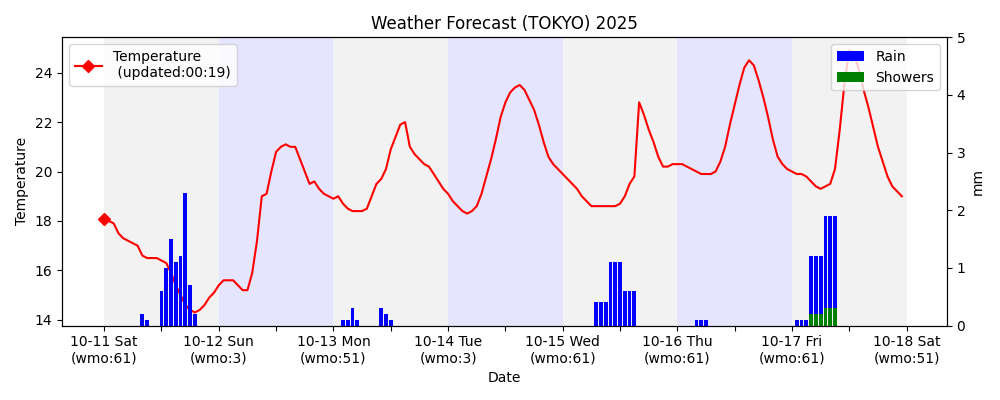 Weather Forecast (TOKYO) 2025
Temperature
(updated:00:19)
Rain
Showers
Temperature
24
22
20
18
16
14
5
4
3
2
1
0
mm
10-11 Sat
(wmo:61)
10-12 Sun
(wmo:3)
10-13 Mon
(wmo:51)
10-14 Tue
(wmo:3)
10-15 Wed
(wmo:61)
10-16 Thu
(wmo:61)
10-17 Fri
(wmo:61)
10-18 Sat
(wmo:51)
Date